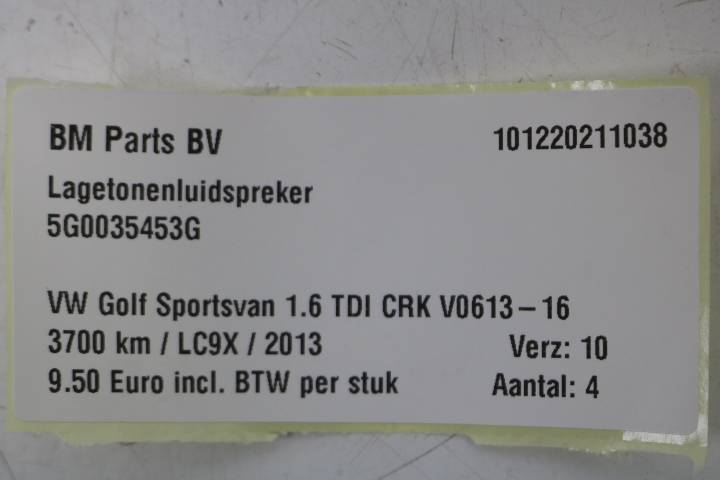 BM Parts BV 101220211038
Lagetonenluidspreker
5G0035453G
VW Golf Sportsvan 1.6 TDI CRK V0613–16
3700 km / LC9X / 2013 Verz: 10
9.50 Euro incl. BTW per stuk Aantal: 4